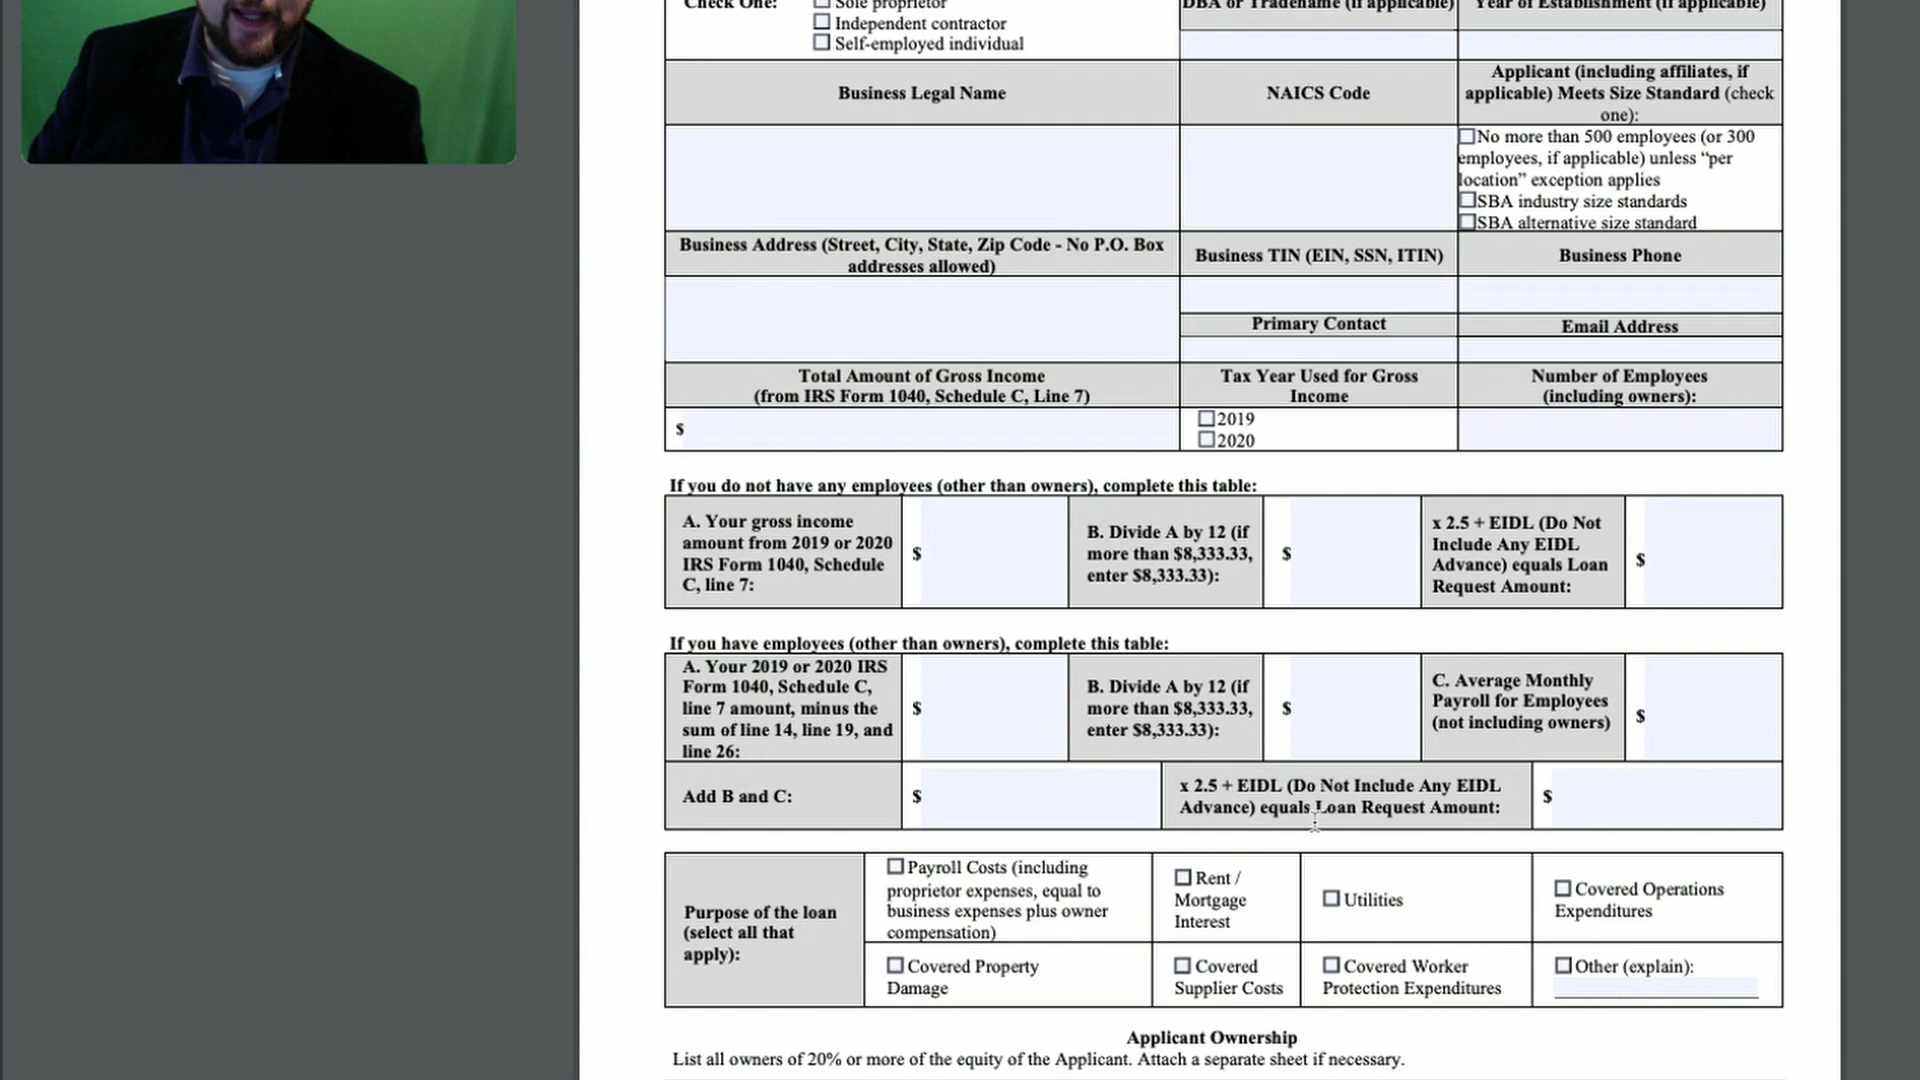 Check One:
Sole proprietor
Independent contractor
Self-employed individual
DBA or Tradename (if applicable)
Year of Establishment (if applicable)
Business Legal Name
NAICS Code
Applicant (including affiliates, if
applicable) Meets Size Standard (check
one):
No more than 500 employees (or 300
employees, if applicable) unless “per
location” exception applies
SBA industry size standards
SBA alternative size standard
Business Address (Street, City, State, Zip Code - No P.O. Box
addresses allowed)
Business TIN (EIN, SSN, ITIN)
Business Phone
Primary Contact
Email Address
Total Amount of Gross Income
(from IRS Form 1040, Schedule C, Line 7)
Tax Year Used for Gross
Income
Number of Employees
(including owners):
$
2019
2020
If you do not have any employees (other than owners), complete this table:
A. Your gross income
amount from 2019 or 2020
IRS Form 1040, Schedule
C, line 7:
$
B. Divide A by 12 (if
more than $8,333.33,
enter $8,333.33):
$
x 2.5 + EIDL (Do Not
Include Any EIDL
Advance) equals Loan
Request Amount:
$
If you have employees (other than owners), complete this table:
A. Your 2019 or 2020 IRS
Form 1040, Schedule C,
line 7 amount, minus the
sum of line 14, line 19, and
line 26:
$
B. Divide A by 12 (if
more than $8,333.33,
enter $8,333.33):
$
C. Average Monthly
Payroll for Employees
(not including owners)
$
Add B and C:
$
x 2.5 + EIDL (Do Not Include Any EIDL
Advance) equals Loan Request Amount:
$
Purpose of the loan
(select all that
apply):
Payroll Costs (including
proprietor expenses, equal to
business expenses plus owner
compensation)
Rent /
Mortgage
Interest
Utilities
Covered Operations
Expenditures
Covered Property
Damage
Covered
Supplier Costs
Covered Worker
Protection Expenditures
Other (explain):
Applicant Ownership
List all owners of 20% or more of the equity of the Applicant. Attach a separate sheet if necessary.